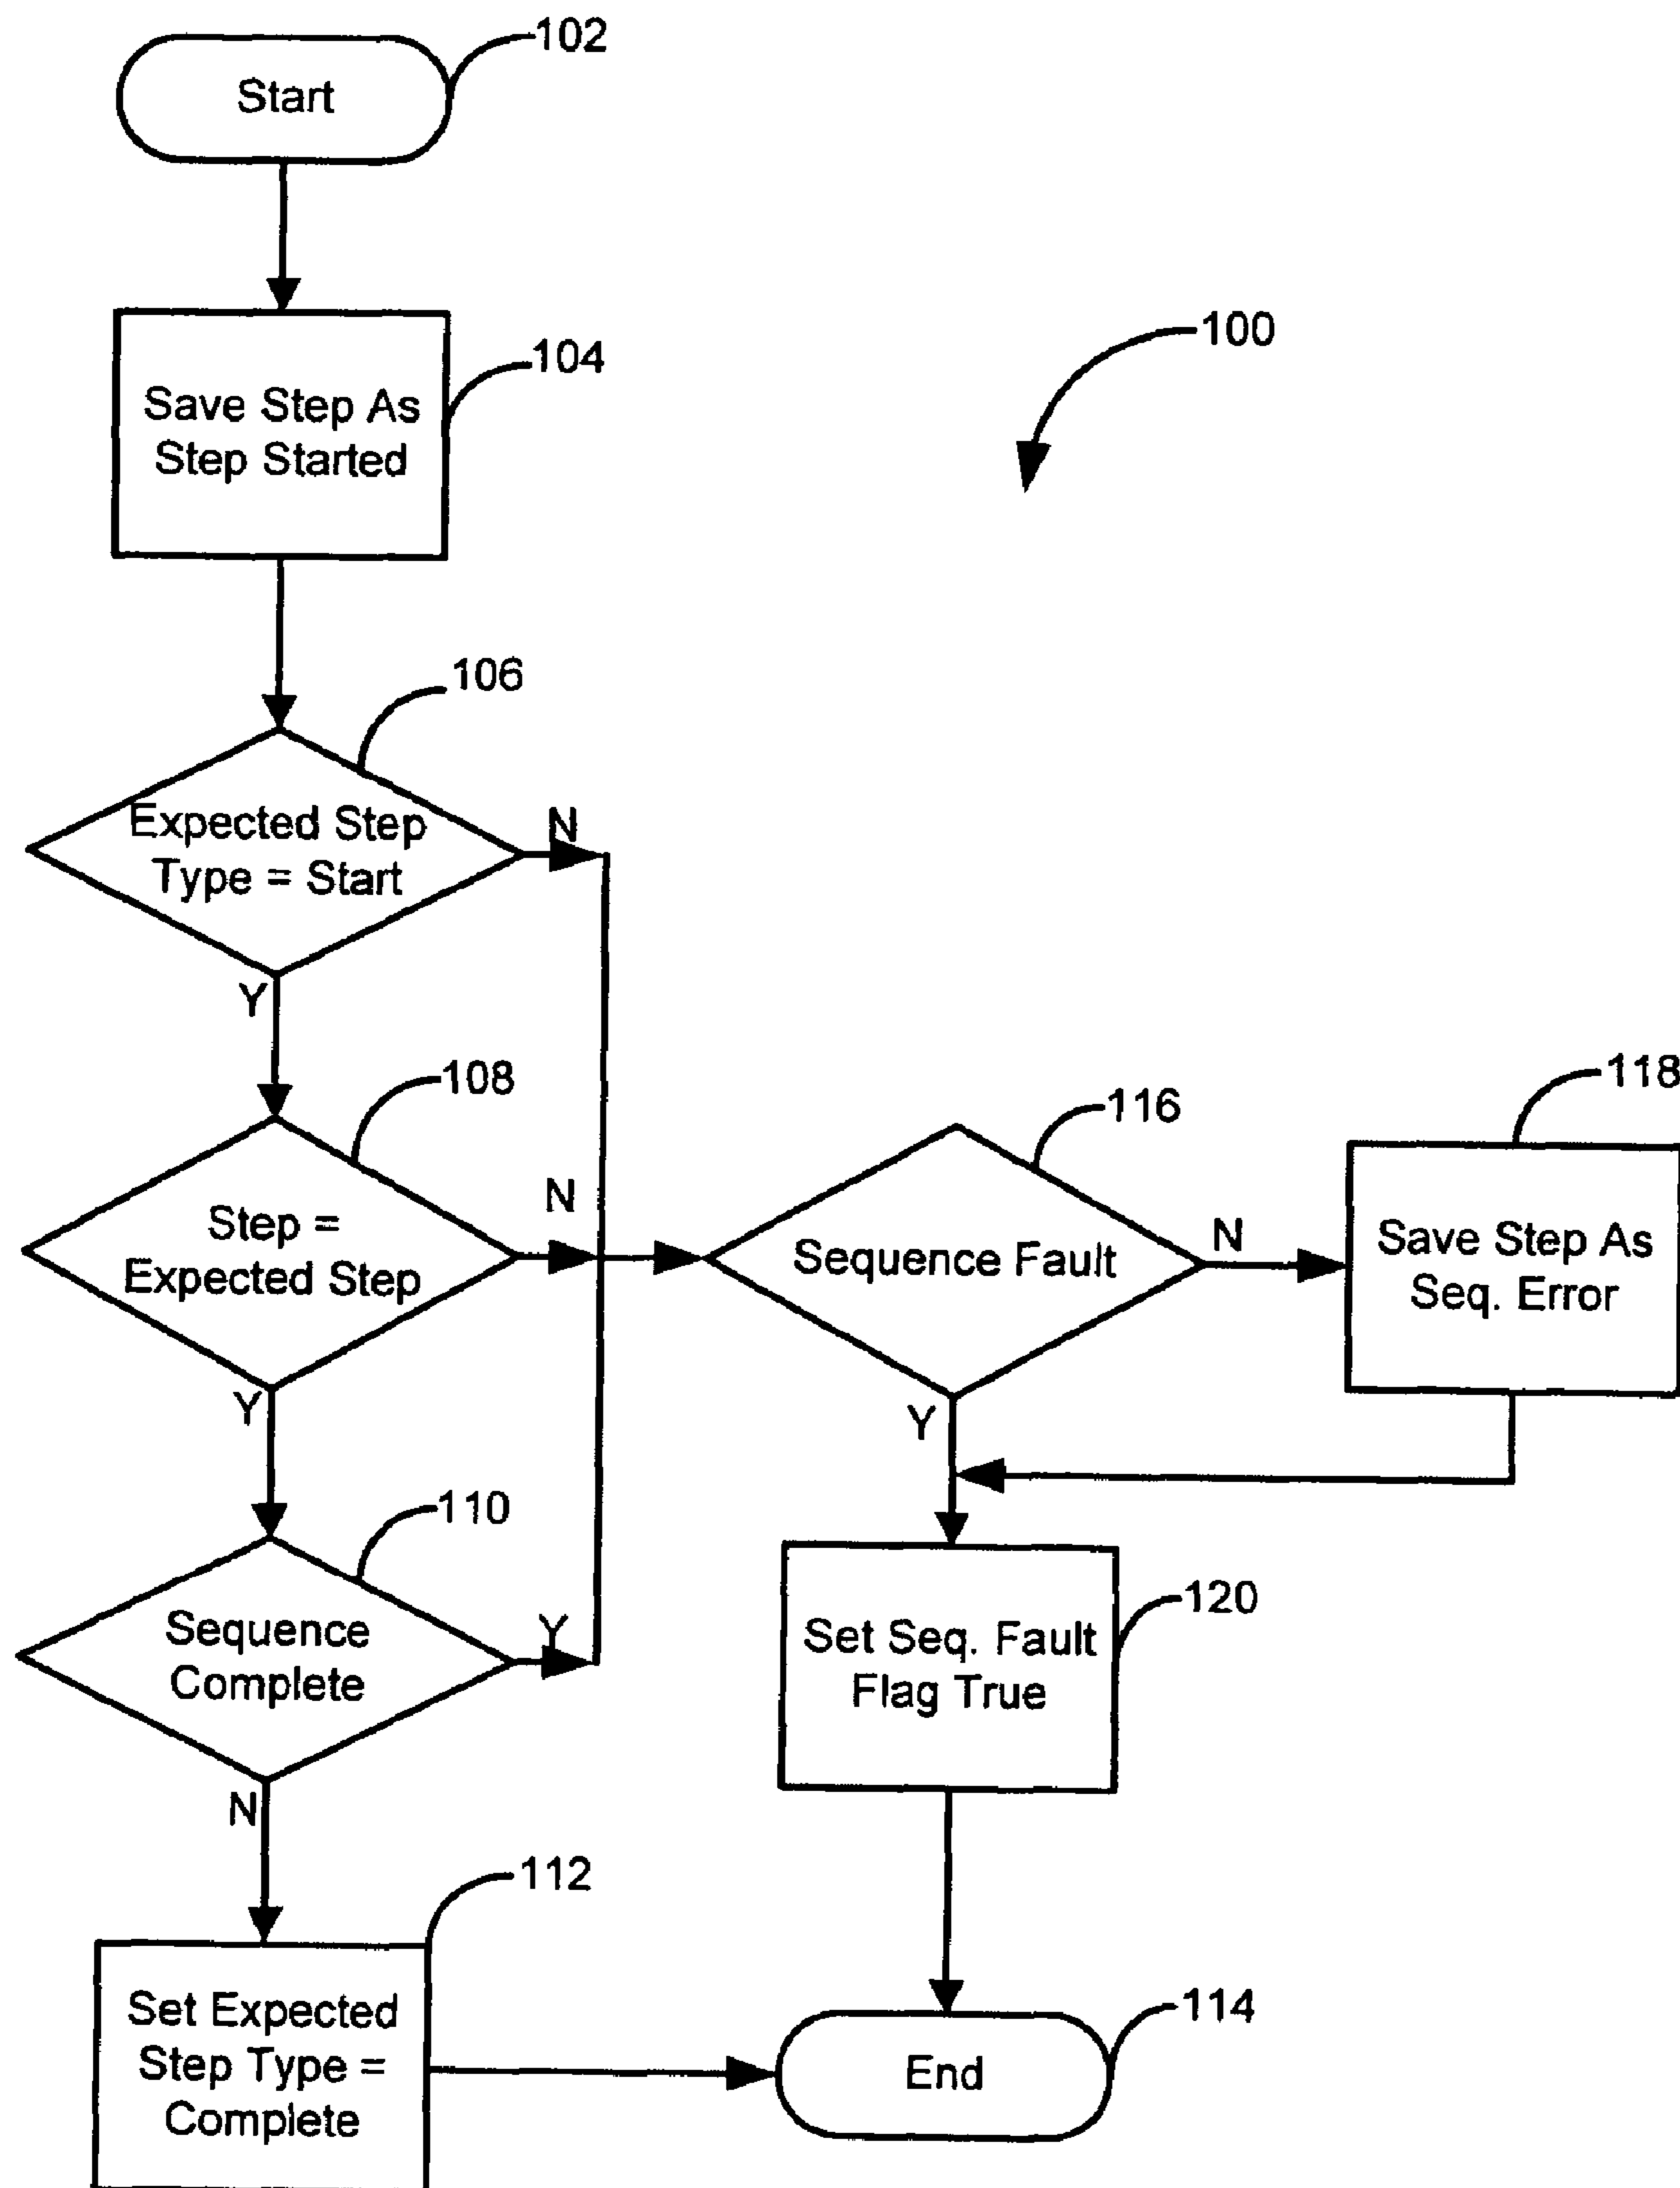 102
Start
100
104
Save Step As
Step Started
106
Expected Step
Type = Start
N
Y
108
Step =
Expected Step
N
Y
116
Sequence Fault
N
Y
118
Save Step As
Seq. Error
110
Sequence
Complete
Y
N
120
Set Seq. Fault
Flag True
112
Set Expected
Step Type =
Complete
114
End